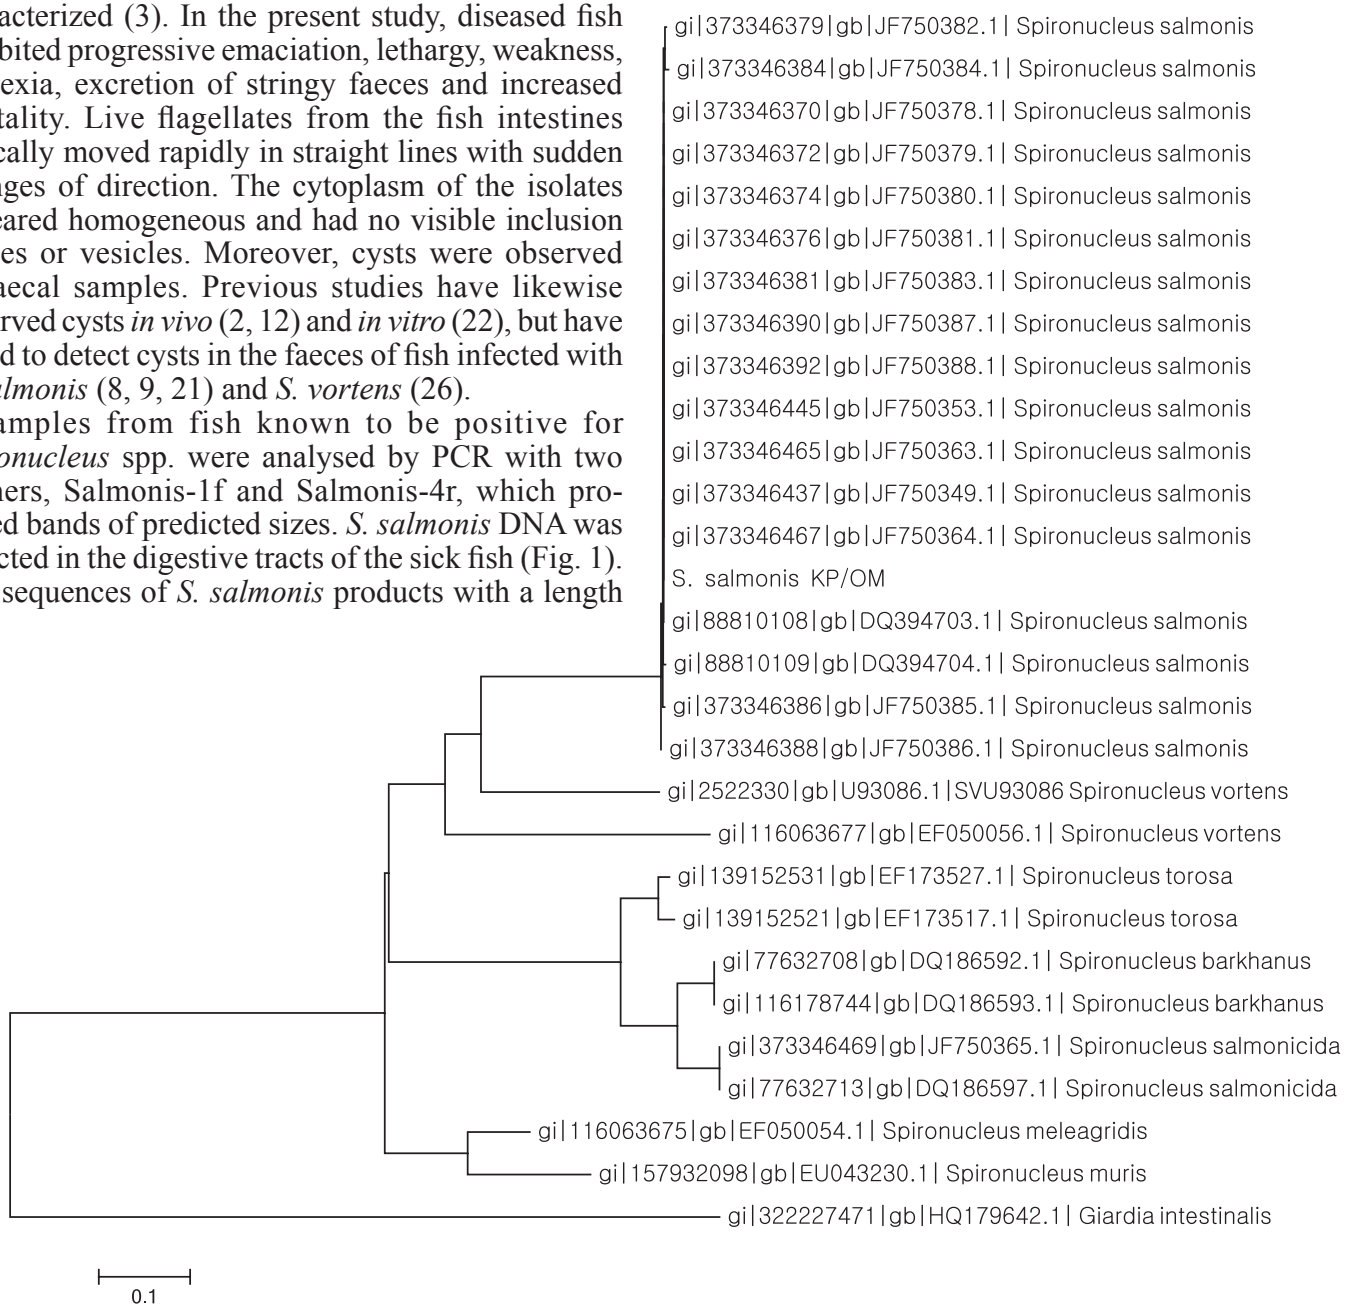 acterized (3). In the present study, diseased fish
bited progressive emaciation, lethargy, weakness,
exia, excretion of stringy faeces and increased
tality. Live flagellates from the fish intestines
cally moved rapidly in straight lines with sudden
nges of direction. The cytoplasm of the isolates
eared homogeneous and had no visible inclusion
es or vesicles. Moreover, cysts were observed
aecal samples. Previous studies have likewise
rved cysts in vivo (2, 12) and in vitro (22), but have
d to detect cysts in the faeces of fish infected with
almonis (8, 9, 21) and S. vortens (26).
amples from fish known to be positive for
onucleus spp. were analysed by PCR with two
ners, Salmonis-1f and Salmonis-4r, which pro-
ed bands of predicted sizes. S. salmonis DNA was
cted in the digestive tracts of the sick fish (Fig. 1).
sequences of S. salmonis products with a length
gi|373346379|gb|JF750382.1| Spironucleus salmonis
gi|373346384|gb|JF750384.1| Spironucleus salmonis
gi|373346370|gb|JF750378.1| Spironucleus salmonis
gi|373346372|gb|JF750379.1| Spironucleus salmonis
gi|373346374|gb|JF750380.1| Spironucleus salmonis
gi|373346376|gb|JF750381.1| Spironucleus salmonis
gi|373346381|gb|JF750383.1| Spironucleus salmonis
gi|373346390|gb|JF750387.1| Spironucleus salmonis
gi|373346392|gb|JF750388.1| Spironucleus salmonis
gi|373346445|gb|JF750353.1| Spironucleus salmonis
gi|373346465|gb|JF750363.1| Spironucleus salmonis
gi|373346437|gb|JF750349.1| Spironucleus salmonis
gi|373346467|gb|JF750364.1| Spironucleus salmonis
S. salmonis KP/OM
gi|88810108|gb|DQ394703.1| Spironucleus salmonis
gi|88810109|gb|DQ394704.1| Spironucleus salmonis
gi|373346386|gb|JF750385.1| Spironucleus salmonis
gi|373346388|gb|JF750386.1| Spironucleus salmonis
gi|2522330|gb|U93086.1|SVU93086 Spironucleus vortens
gi|116063677|gb|EF050056.1| Spironucleus vortens
gi|139152531|gb|EF173527.1| Spironucleus torosa
gi|139152521|gb|EF173517.1| Spironucleus torosa
gi|77632708|gb|DQ186592.1| Spironucleus barkhanus
gi|116178744|gb|DQ186593.1| Spironucleus barkhanus
gi|373346469|gb|JF750365.1| Spironucleus salmonicida
gi|77632713|gb|DQ186597.1| Spironucleus salmonicida
gi|116063675|gb|EF050054.1| Spironucleus meleagridis
gi|157932098|gb|EU043230.1| Spironucleus muris
gi|322227471|gb|HQ179642.1| Giardia intestinalis
0.1